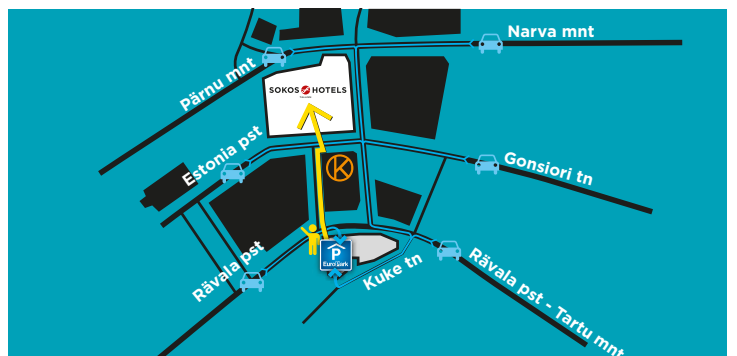 Narva mnt
Pärnu mnt
SOKOS HOTELS
Estonia pst
K
Gonsiori tn
Rävala pst
P
EuroPark
Kuke tn
Rävala pst - Tartu mnt